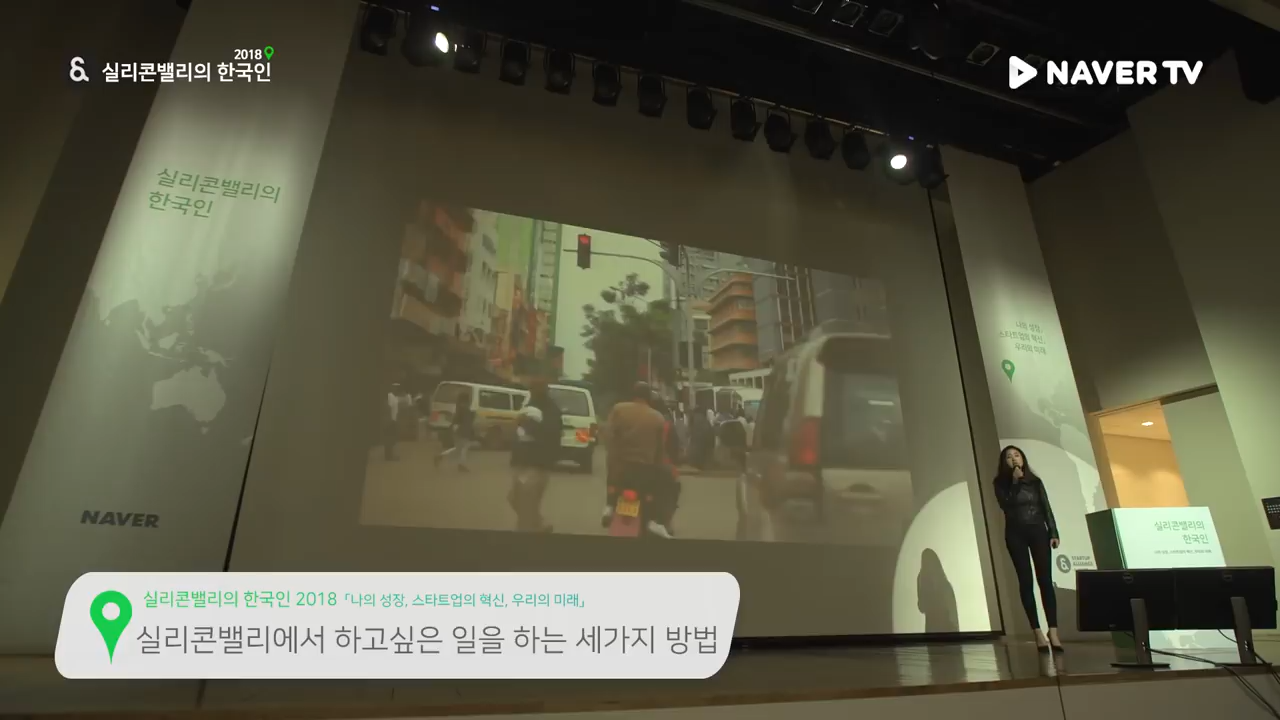 2018
& 실리콘밸리의 한국인
NAVER TV
실리콘밸리의
한국인
나의 성장,
스타트업의 혁신,
우리의 미래
NAVER
실리콘밸리의
한국인
실리콘밸리의 한국인 2018 「나의 성장, 스타트업의 혁신, 우리의 미래」
실리콘밸리에서 하고싶은 일을 하는 세가지 방법